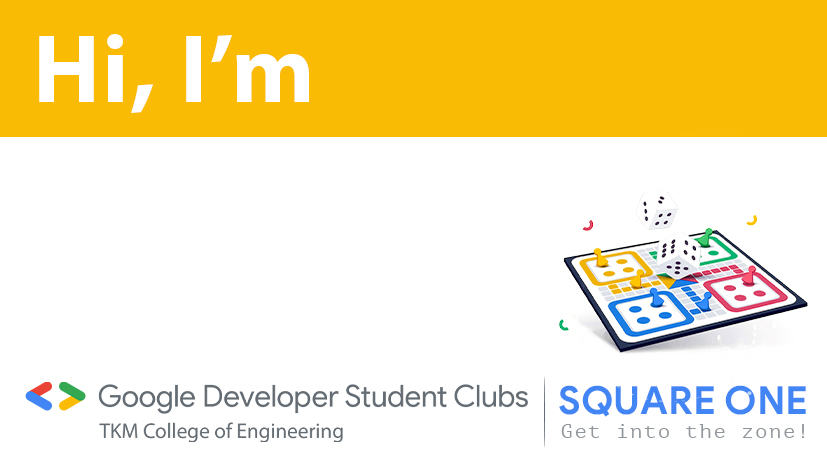 Hi, I’m
Google Developer Student Clubs
TKM College of Engineering
SQUARE ONE
Get into the zone!